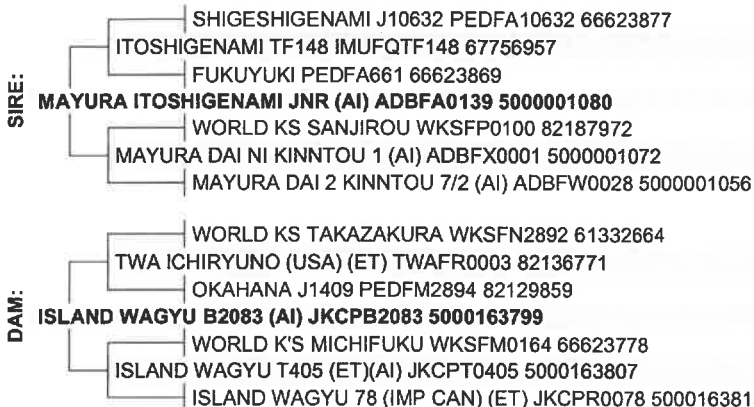 SHIGESHIGENAMI J10632 PEDFA10632 66623877
ITOSHIGENAMI TF148 IMUFQTF148 67756957
FUKUYUKI PEDFA661 66623869
SIRE:
MAYURA ITOSHIGENAMI JNR (AI) ADBFA0139 5000001080
WORLD KS SANJIROU WKSFP0100 82187972
MAYURA DAI NI KINNTOU 1 (AI) ADBFX0001 5000001072
MAYURA DAI 2 KINNTOU 7/2 (AI) ADBFW0028 5000001056
WORLD KS TAKAZAKURA WKSFN2892 61332664
TWA ICHIRYUNO (USA) (ET) TWAFR0003 82136771
OKAHANA J1409 PEDFM2894 82129859
DAM:
ISLAND WAGYU B2083 (AI) JKCPB2083 5000163799
WORLD K'S MICHIFUKU WKSFM0164 66623778
ISLAND WAGYU T405 (ET)(AI) JKCPT0405 5000163807
ISLAND WAGYU 78 (IMP CAN) (ET) JKCPR0078 500016381